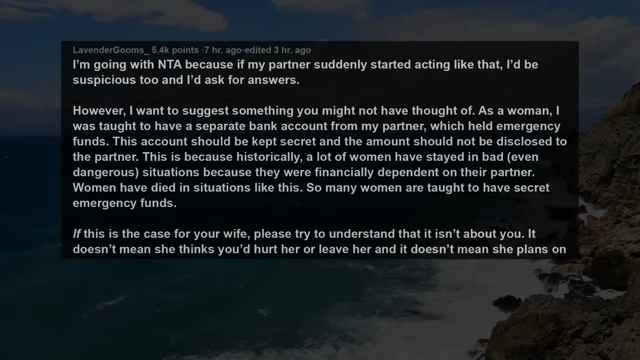 LavenderGooms_ 5.4k points ·7 hr. ago·edited 3 hr. ago
I'm going with NTA because if my partner suddenly started acting like that, I'd be
suspicious too and I'd ask for answers.
However, I want to suggest something you might not have thought of. As a woman, I
was taught to have a separate bank account from my partner, which held emergency
funds. This account should be kept secret and the amount should not be disclosed to
the partner. This is because historically, a lot of women have stayed in bad (even
dangerous) situations because they were financially dependent on their partner.
Women have died in situations like this. So many women are taught to have secret
emergency funds.
If this is the case for your wife, please try to understand that it isn't about you. It
doesn't mean she thinks you'd hurt her or leave her and it doesn't mean she plans on